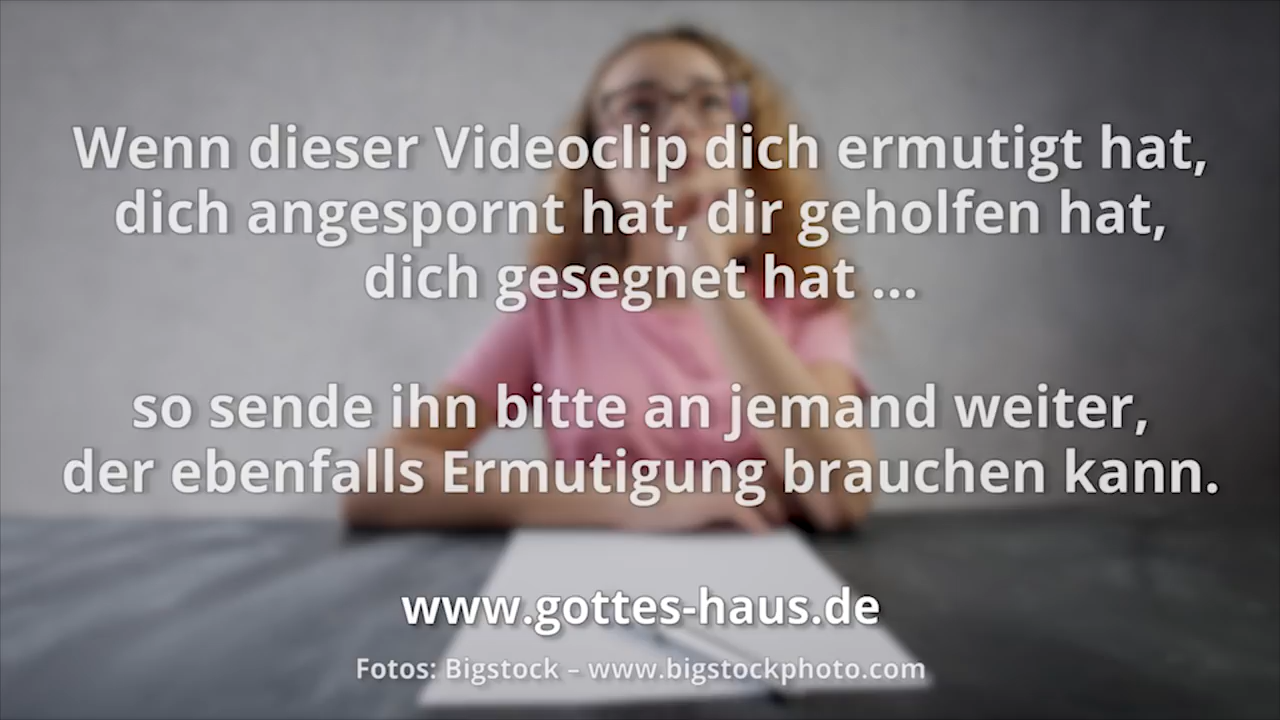 Wenn dieser Videoclip dich ermutigt hat,
dich angespornt hat, dir geholfen hat,
dich gesegnet hat ...
so sende ihn bitte an jemand weiter,
der ebenfalls Ermutigung brauchen kann.
www.gottes-haus.de
Fotos: Bigstock – www.bigstockphoto.com